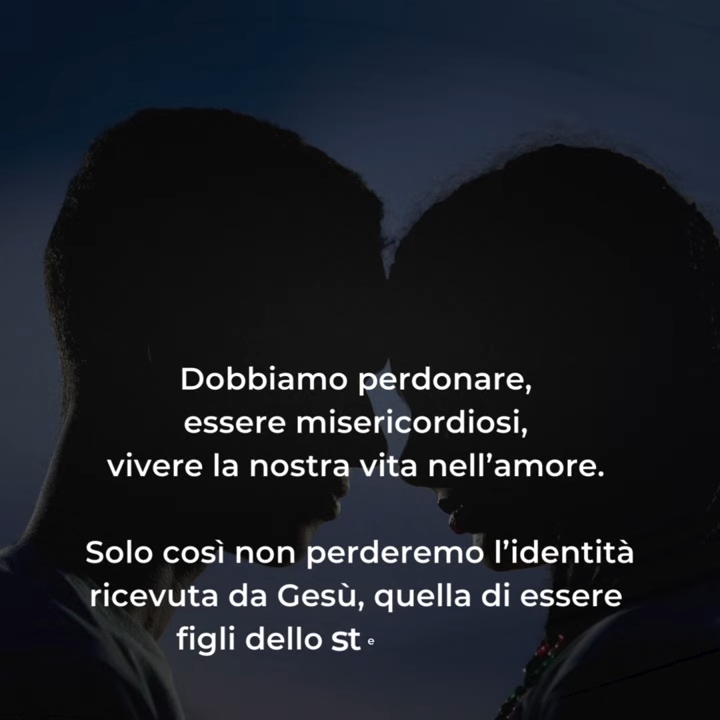 Dobbiamo perdonare,
essere misericordiosi,
vivere la nostra vita nell’amore.
Solo così non perderemo l’identità
ricevuta da Gesù, quella di essere
figli dello st e